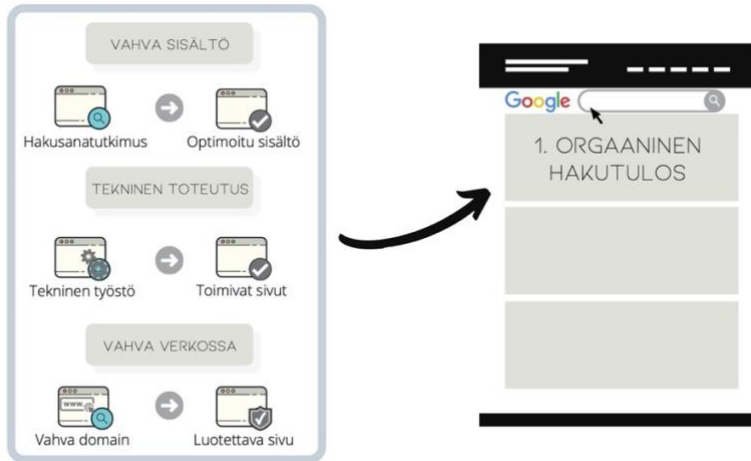 VAHVA SISÄLTÖ
Hakusanatutkimus
Optimoitu sisältö
TEKNINEN TOTEUTUS
Tekninen työstö
Toimivat sivut
VAHVA VERKOSSA
www.
Vahva domain
Luotettava sivu
Google
1. ORGAANINEN
HAKUTULOS